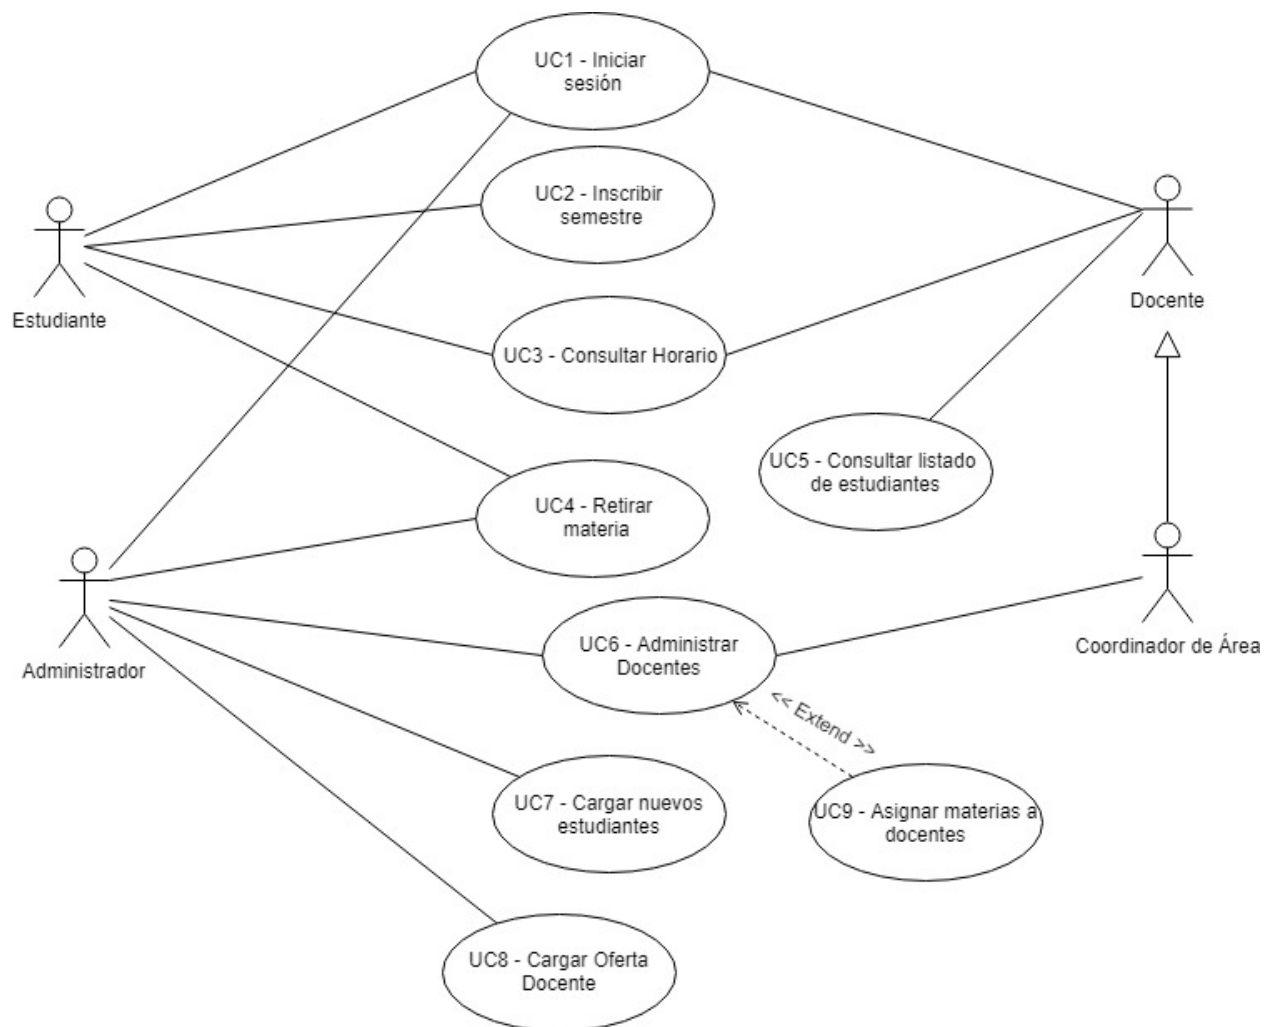 UC1 - Iniciar
sesión
UC2 - Inscribir
semestre
Estudiante
Docente
UC3 - Consultar Horario
UC5 - Consultar listado
de estudiantes
UC4 - Retirar
materia
Administrador
UC6 - Administrar
Docentes
Coordinador de Área
<< Extend >>
UC7 - Cargar nuevos
estudiantes
UC9 - Asignar materias a
docentes
UC8 - Cargar Oferta
Docente